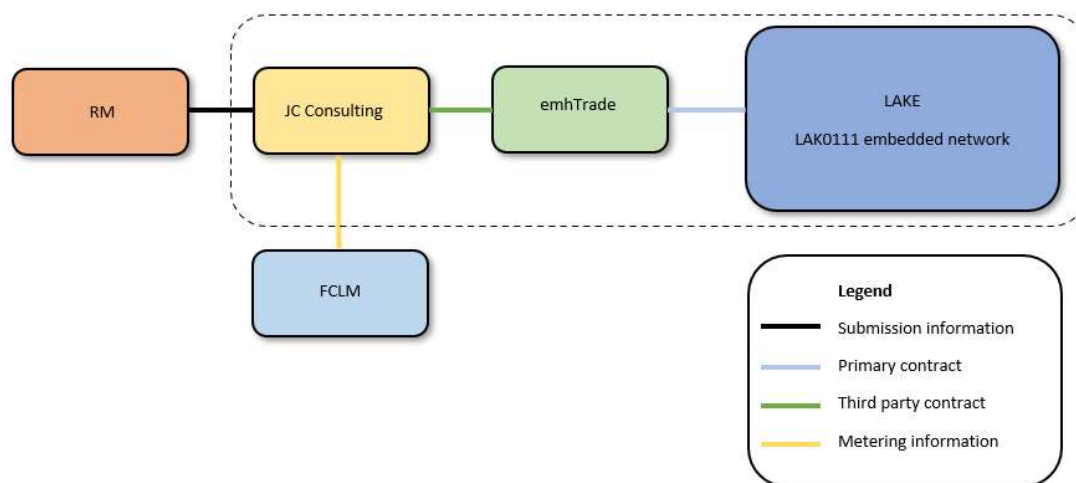 RM
JC Consulting
emhTrade
LAKE
LAK0111 embedded network
FCLM
Legend
Submission information
Primary contract
Third party contract
Metering information